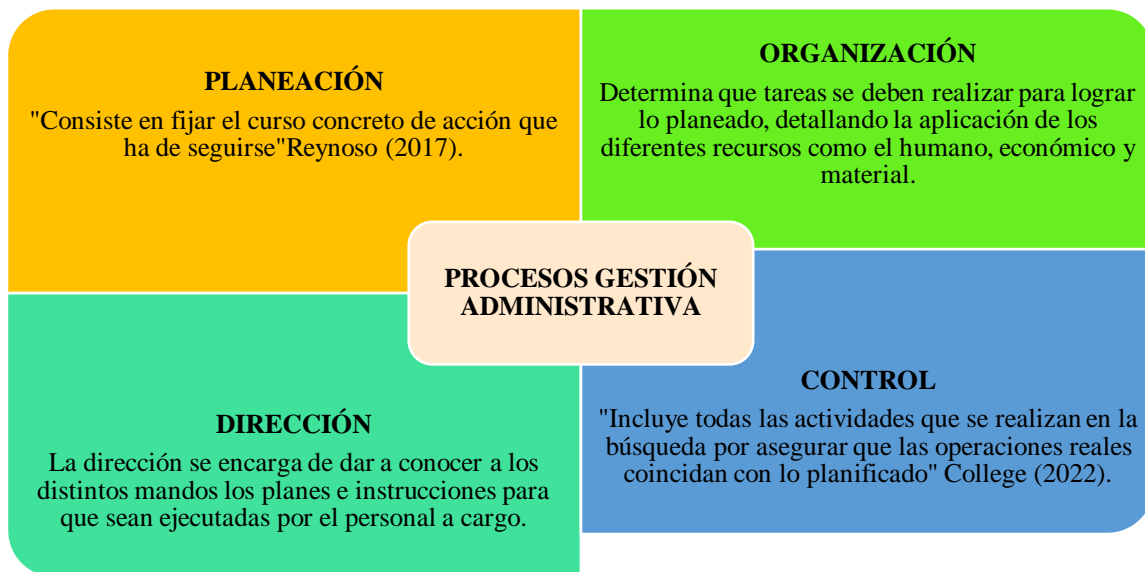 PLANEACIÓN
"Consiste en fijar el curso concreto de acción que
ha de seguirse"Reynoso (2017).
ORGANIZACIÓN
Determina que tareas se deben realizar para lograr
lo planeado, detallando la aplicación de los
diferentes recursos como el humano, económico y
material.
PROCESOS GESTIÓN
ADMINISTRATIVA
DIRECCIÓN
La dirección se encarga de dar a conocer a los
distintos mandos los planes e instrucciones para
que sean ejecutadas por el personal a cargo.
CONTROL
"Incluye todas las actividades que se realizan en la
búsqueda por asegurar que las operaciones reales
coincidan con lo planificado" College (2022).